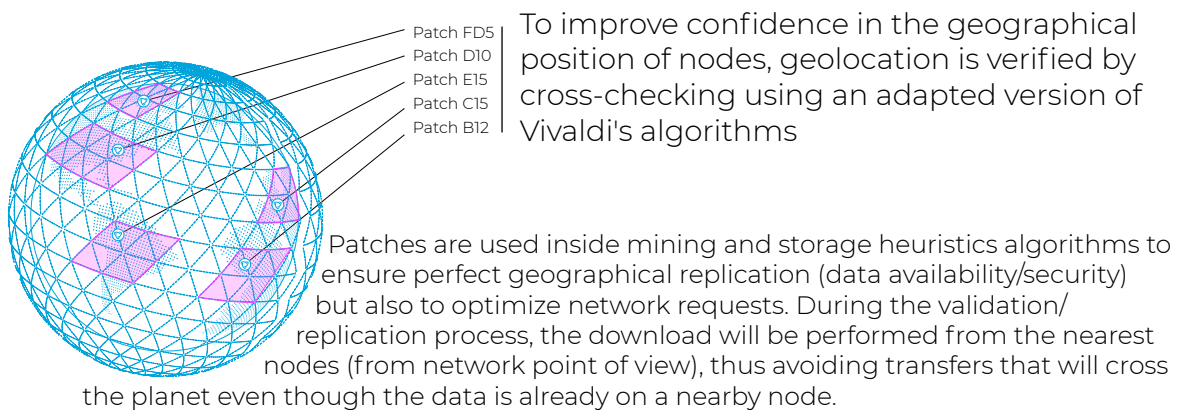 Patch FD5
Patch D10
Patch E15
Patch C15
Patch B12
To improve confidence in the geographical
position of nodes, geolocation is verified by
cross-checking using an adapted version of
Vivaldi's algorithms
Patches are used inside mining and storage heuristics algorithms to
ensure perfect geographical replication (data availability/security)
but also to optimize network requests. During the validation/
replication process, the download will be performed from the nearest
nodes (from network point of view), thus avoiding transfers that will cross
the planet even though the data is already on a nearby node.